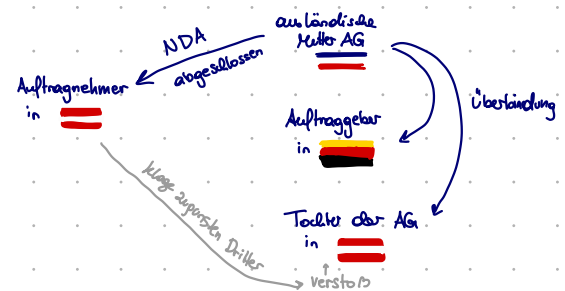 ausländische
Mutter AG
NDA
abgeschlossen
Auftragnehmer
in
Überbindung
Auftraggeber
in
klage zugunsten Dritter
Tochter der AG
in
verstoß